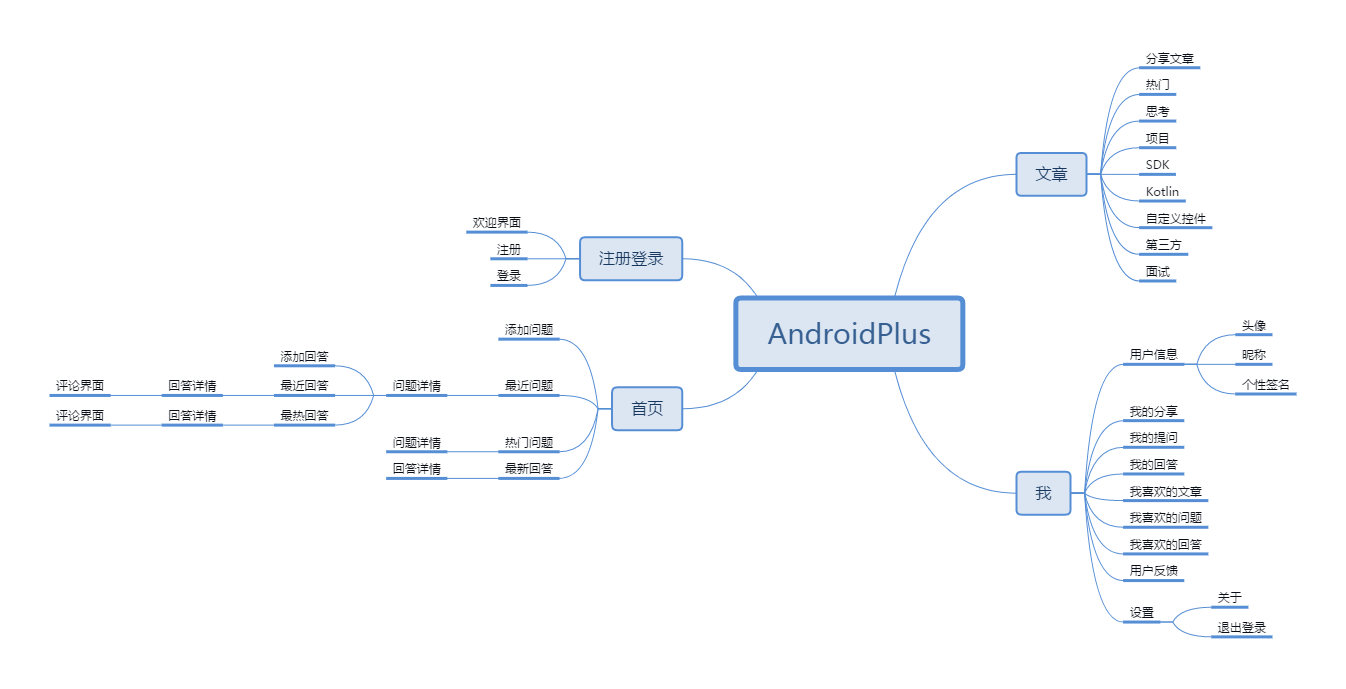 AndroidPlus
文章
分享文章
热门
思考
项目
SDK
Kotlin
自定义控件
第三方
面试
我
用户信息
头像
昵称
个性签名
我的分享
我的提问
我的回答
我喜欢的文章
我喜欢的问题
我喜欢的回答
用户反馈
设置
关于
退出登录
注册登录
欢迎界面
注册
登录
首页
添加问题
最近问题
问题详情
添加回答
最近回答
回答详情
评论界面
最热回答
回答详情
评论界面
热门问题
问题详情
最新回答
回答详情